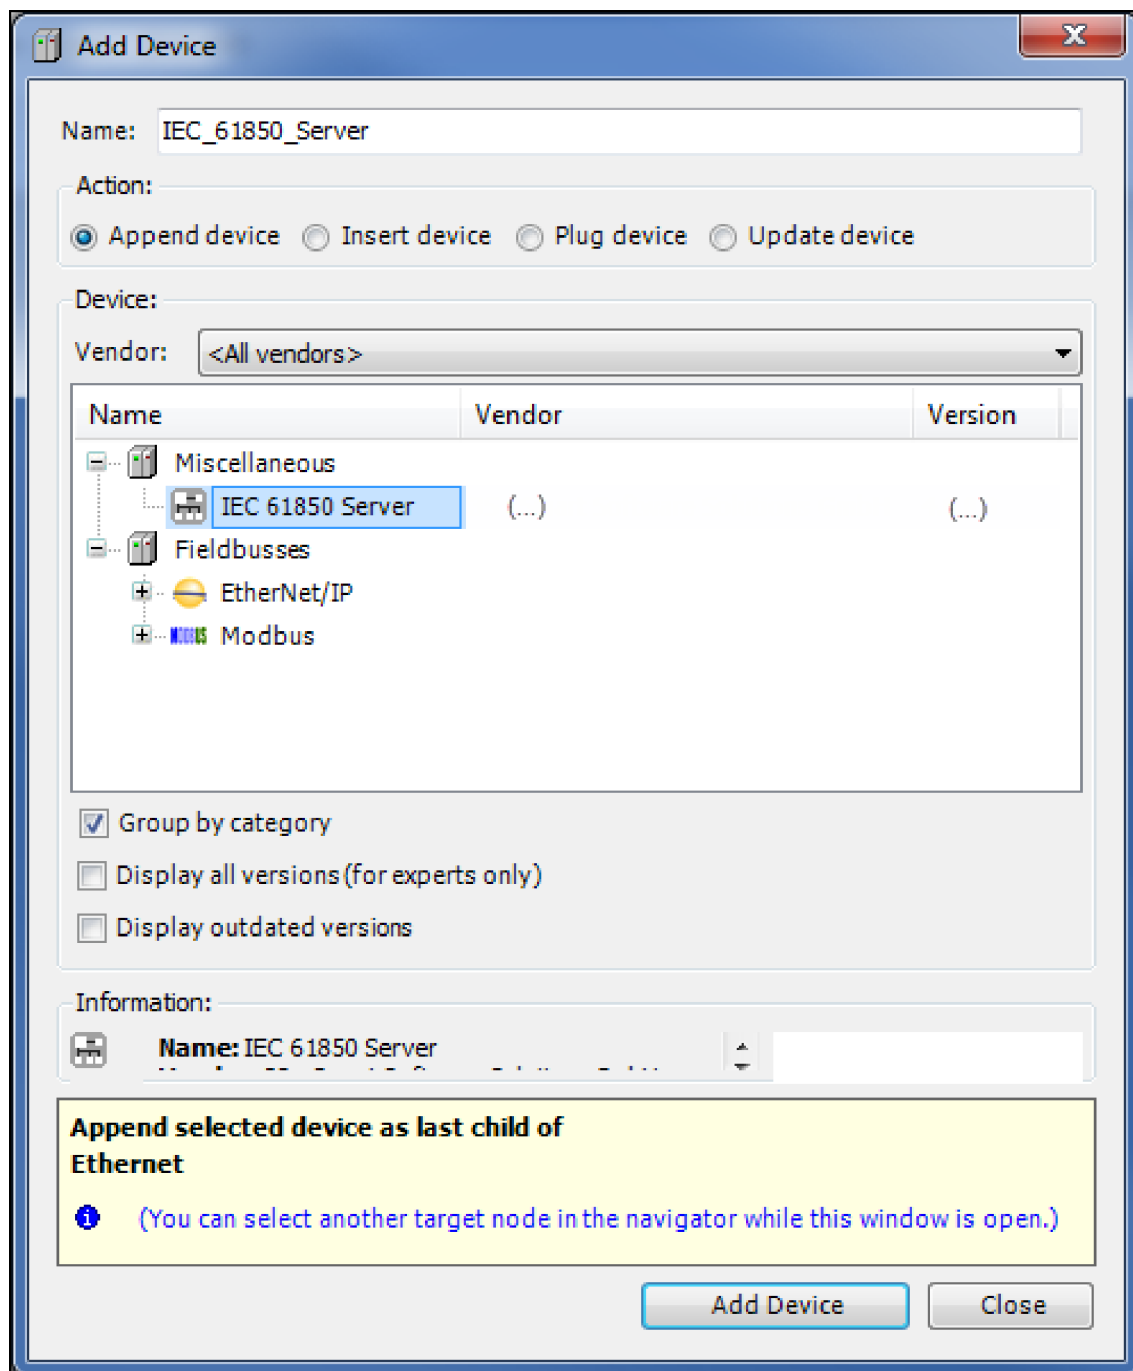 Add Device
Name: IEC_61850_Server
Action:
Append device Insert device Plug device Update device
Device:
Vendor: <All vendors>
Name Vendor Version
Miscellaneous
IEC 61850 Server (...) (...)
Fieldbusses
EtherNet/IP
MODBUS Modbus
Group by category
Display all versions (for experts only)
Display outdated versions
Information:
Name: IEC 61850 Server
Append selected device as last child of
Ethernet
(You can select another target node in the navigator while this window is open.)
Add Device Close